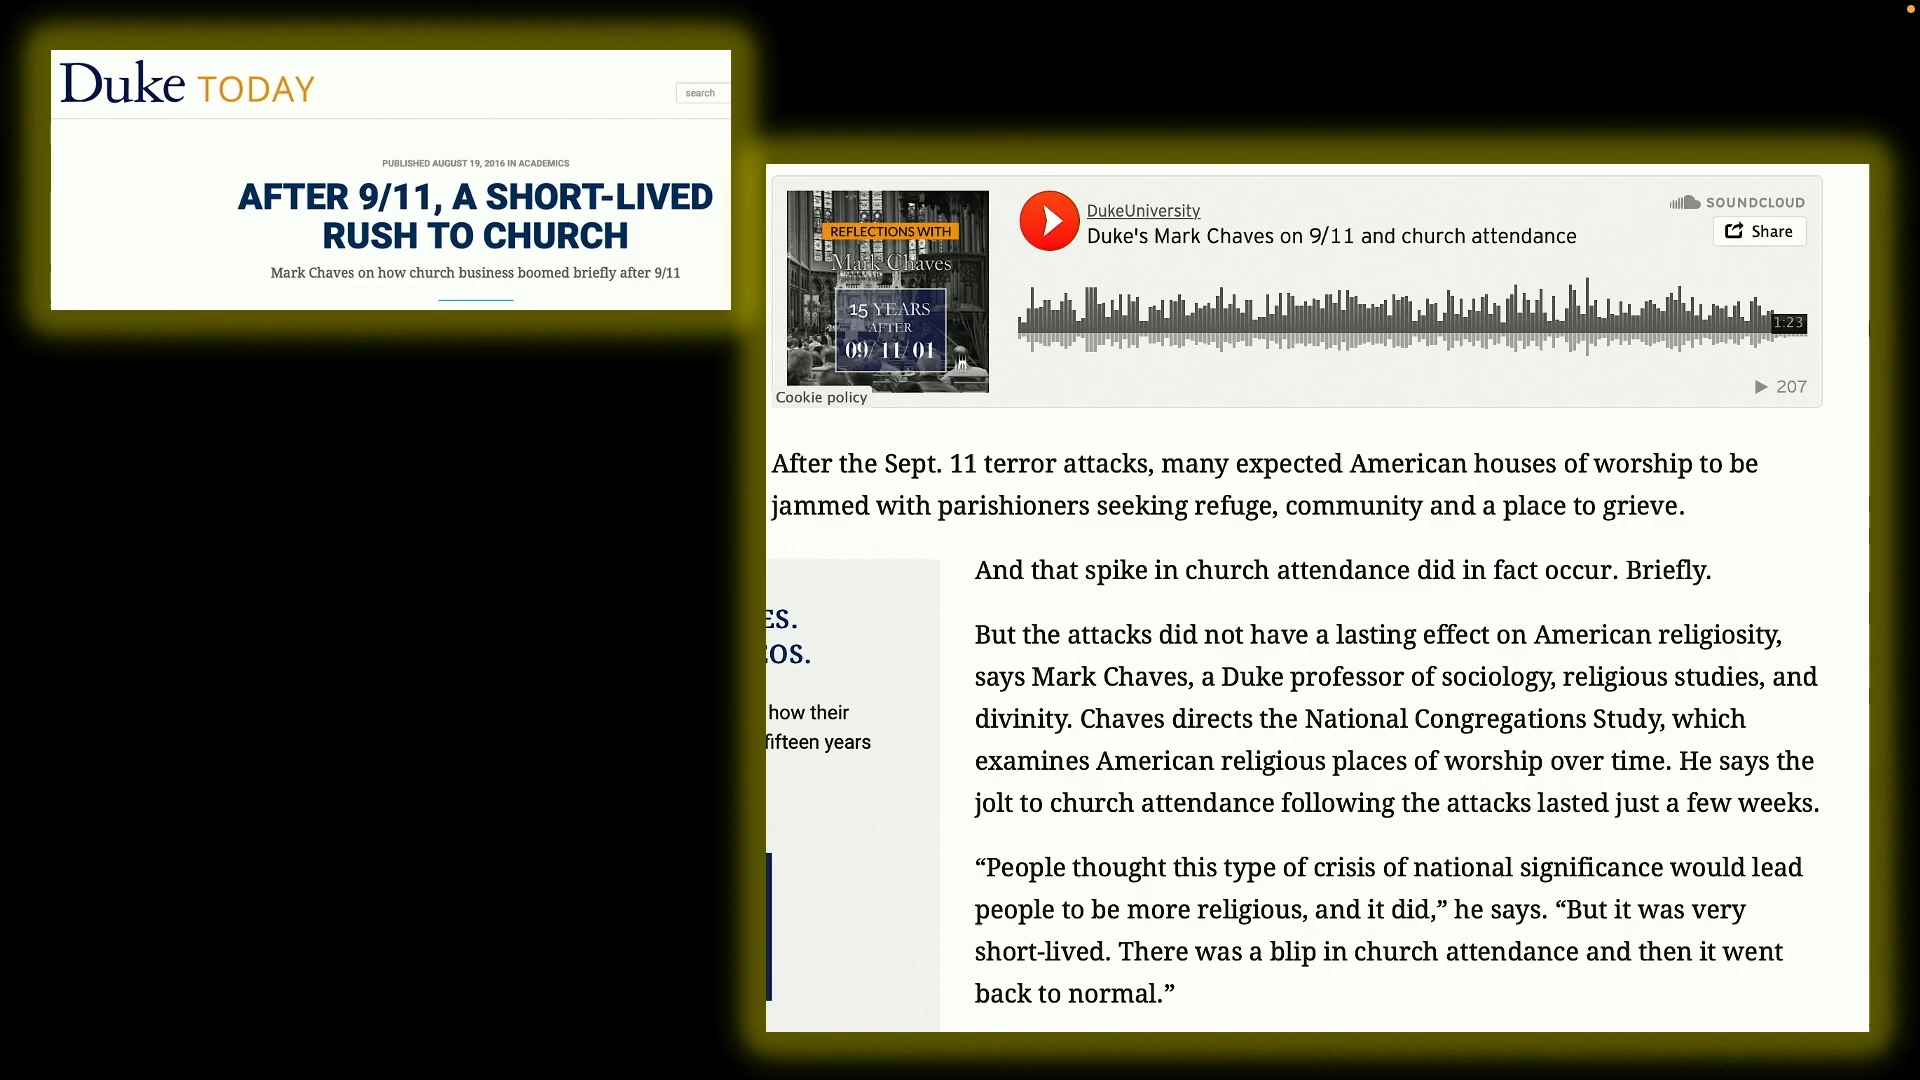 Duke TODAY
search
PUBLISHED AUGUST 19, 2016 IN ACADEMICS
AFTER 9/11, A SHORT-LIVED
RUSH TO CHURCH
Mark Chaves on how church business boomed briefly after 9/11
REFLECTIONS WITH
Mark Chaves
15 YEARS
AFTER
09/11/01
Cookie policy
DukeUniversity
Duke's Mark Chaves on 9/11 and church attendance
SOUNDCLOUD
Share
1:23
207
After the Sept. 11 terror attacks, many expected American houses of worship to be
jammed with parishioners seeking refuge, community and a place to grieve.
ES.
OS.
how their
fifteen years
And that spike in church attendance did in fact occur. Briefly.
But the attacks did not have a lasting effect on American religiosity,
says Mark Chaves, a Duke professor of sociology, religious studies, and
divinity. Chaves directs the National Congregations Study, which
examines American religious places of worship over time. He says the
jolt to church attendance following the attacks lasted just a few weeks.
“People thought this type of crisis of national significance would lead
people to be more religious, and it did,” he says. “But it was very
short-lived. There was a blip in church attendance and then it went
back to normal.”